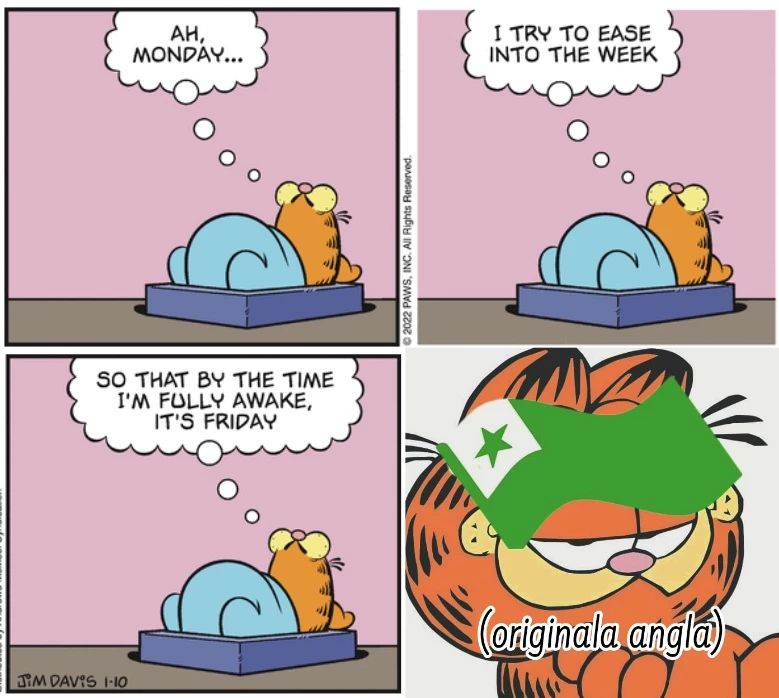 AH,
MONDAY...
I TRY TO EASE
INTO THE WEEK
© 2022 PAWS, INC. All Rights Reserved.
SO THAT BY THE TIME
I'M FULLY AWAKE,
IT'S FRIDAY
JIM DAVIS 1-10
(originala angla)